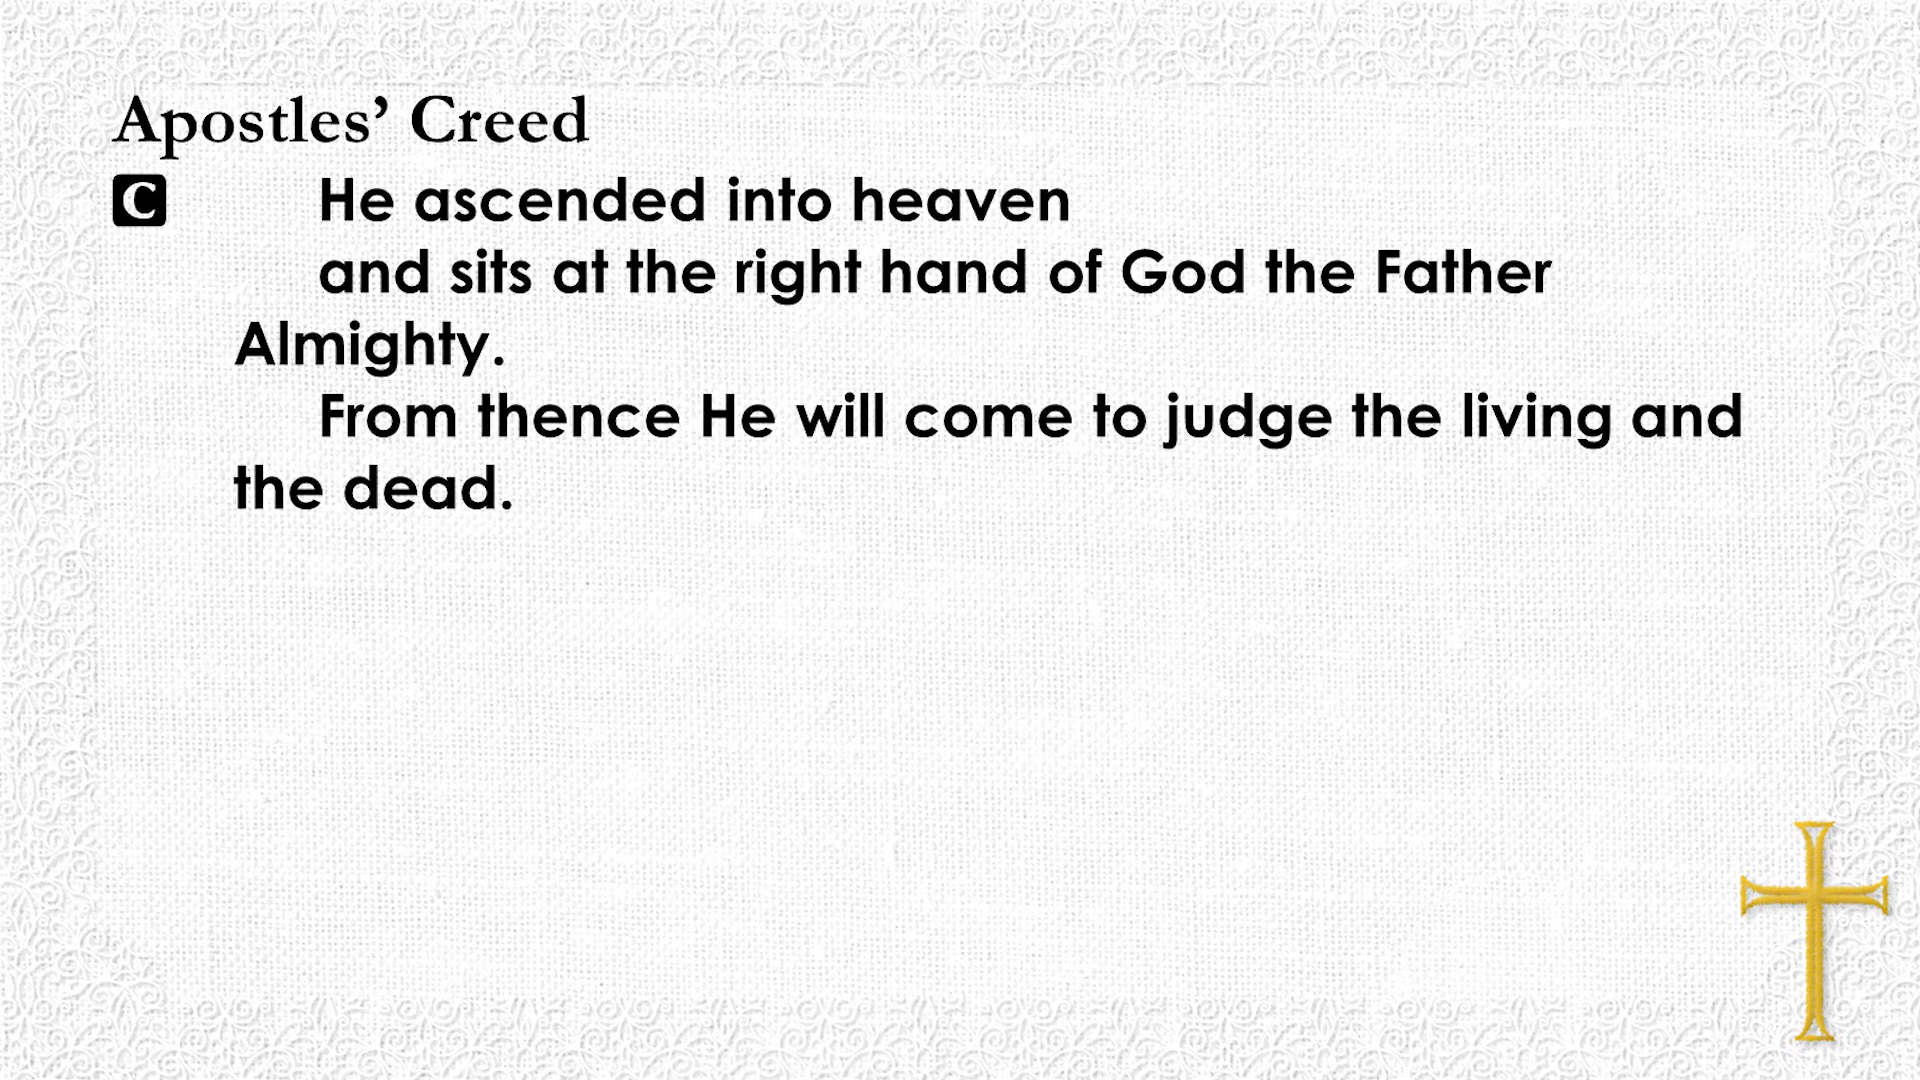 Apostles’ Creed
C He ascended into heaven
and sits at the right hand of God the Father
Almighty.
From thence He will come to judge the living and
the dead.